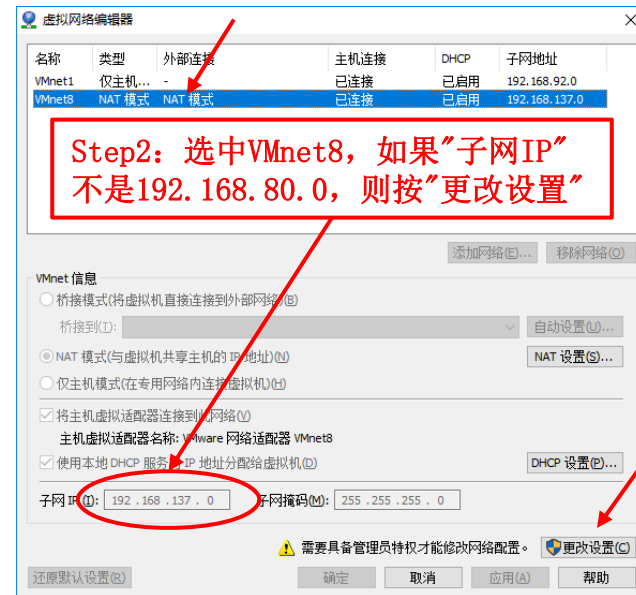 虚拟网络编辑器
名称 类型 外部连接 主机连接 DHCP 子网地址
VMnet1 仅主机... - 已连接 已启用 192.168.92.0
VMnet8 NAT 模式 NAT 模式 已连接 已启用 192.168.137.0
Step2: 选中VMnet8, 如果"子网IP"
不是192.168.80.0, 则按"更改设置"
添加网络(E)... 移除网络(O)
VMnet 信息
桥接模式(将虚拟机直接连接到外部网络)(B)
桥接到(T): 自动设置(U)...
NAT 模式(与虚拟机共享主机的 IP 地址)(N) NAT 设置(S)...
仅主机模式(在专用网络内连接虚拟机)(H)
将主机虚拟适配器连接到此网络(V)
主机虚拟适配器名称: VMware 网络适配器 VMnet8
使用本地 DHCP 服务将 IP 地址分配给虚拟机(D) DHCP 设置(P)...
子网 IP (I): 192 . 168 . 137 . 0 子网掩码(M): 255 . 255 . 255 . 0
需要具备管理员特权才能修改网络配置。 更改设置(C)
还原默认设置(R) 确定 取消 应用(A) 帮助